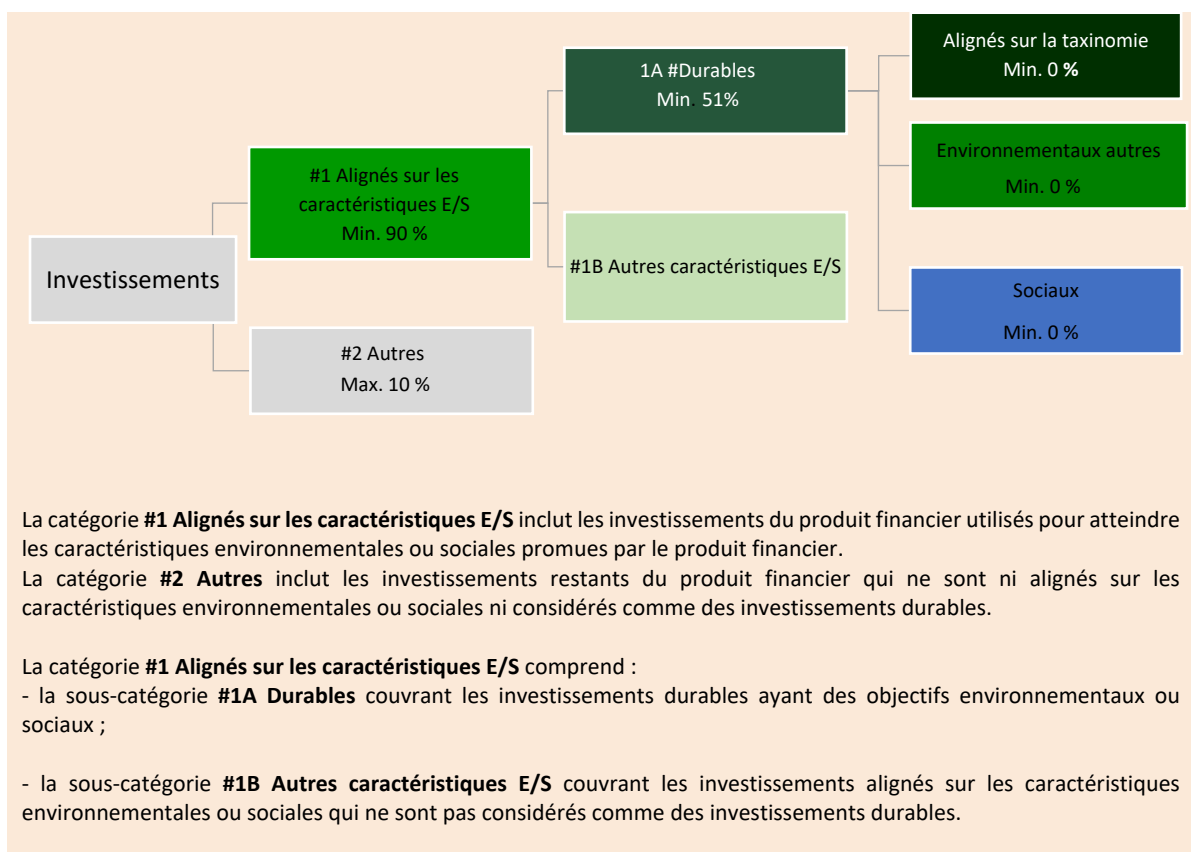 Investissements
#1 Alignés sur les
caractéristiques E/S
Min. 90 %
#2 Autres
Max. 10 %
1A #Durables
Min. 51%
#1B Autres caractéristiques E/S
Alignés sur la taxinomie
Min. 0 %
Environnementaux autres
Min. 0 %
Sociaux
Min. 0 %
La catégorie #1 Alignés sur les caractéristiques E/S inclut les investissements du produit financier utilisés pour atteindre
les caractéristiques environnementales ou sociales promues par le produit financier.
La catégorie #2 Autres inclut les investissements restants du produit financier qui ne sont ni alignés sur les
caractéristiques environnementales ou sociales ni considérés comme des investissements durables.
La catégorie #1 Alignés sur les caractéristiques E/S comprend :
- la sous-catégorie #1A Durables couvrant les investissements durables ayant des objectifs environnementaux ou
sociaux ;
- la sous-catégorie #1B Autres caractéristiques E/S couvrant les investissements alignés sur les caractéristiques
environnementales ou sociales qui ne sont pas considérés comme des investissements durables.